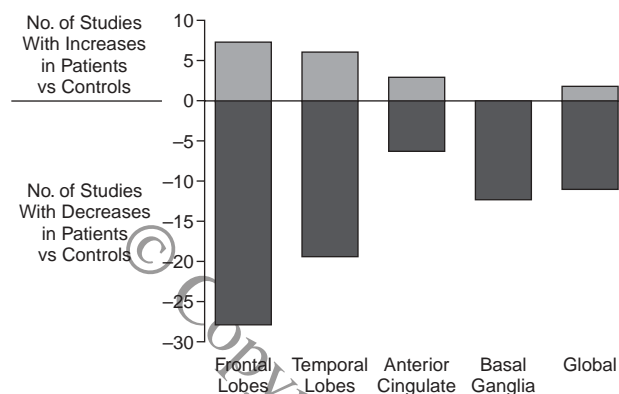 No. of Studies
With Increases
in Patients
vs Controls
No. of Studies
With Decreases
in Patients
vs Controls
10
5
0
–5
–10
–15
–20
–25
–30
Frontal Lobes
Temporal Lobes
Anterior Cingulate
Basal Ganglia
Global